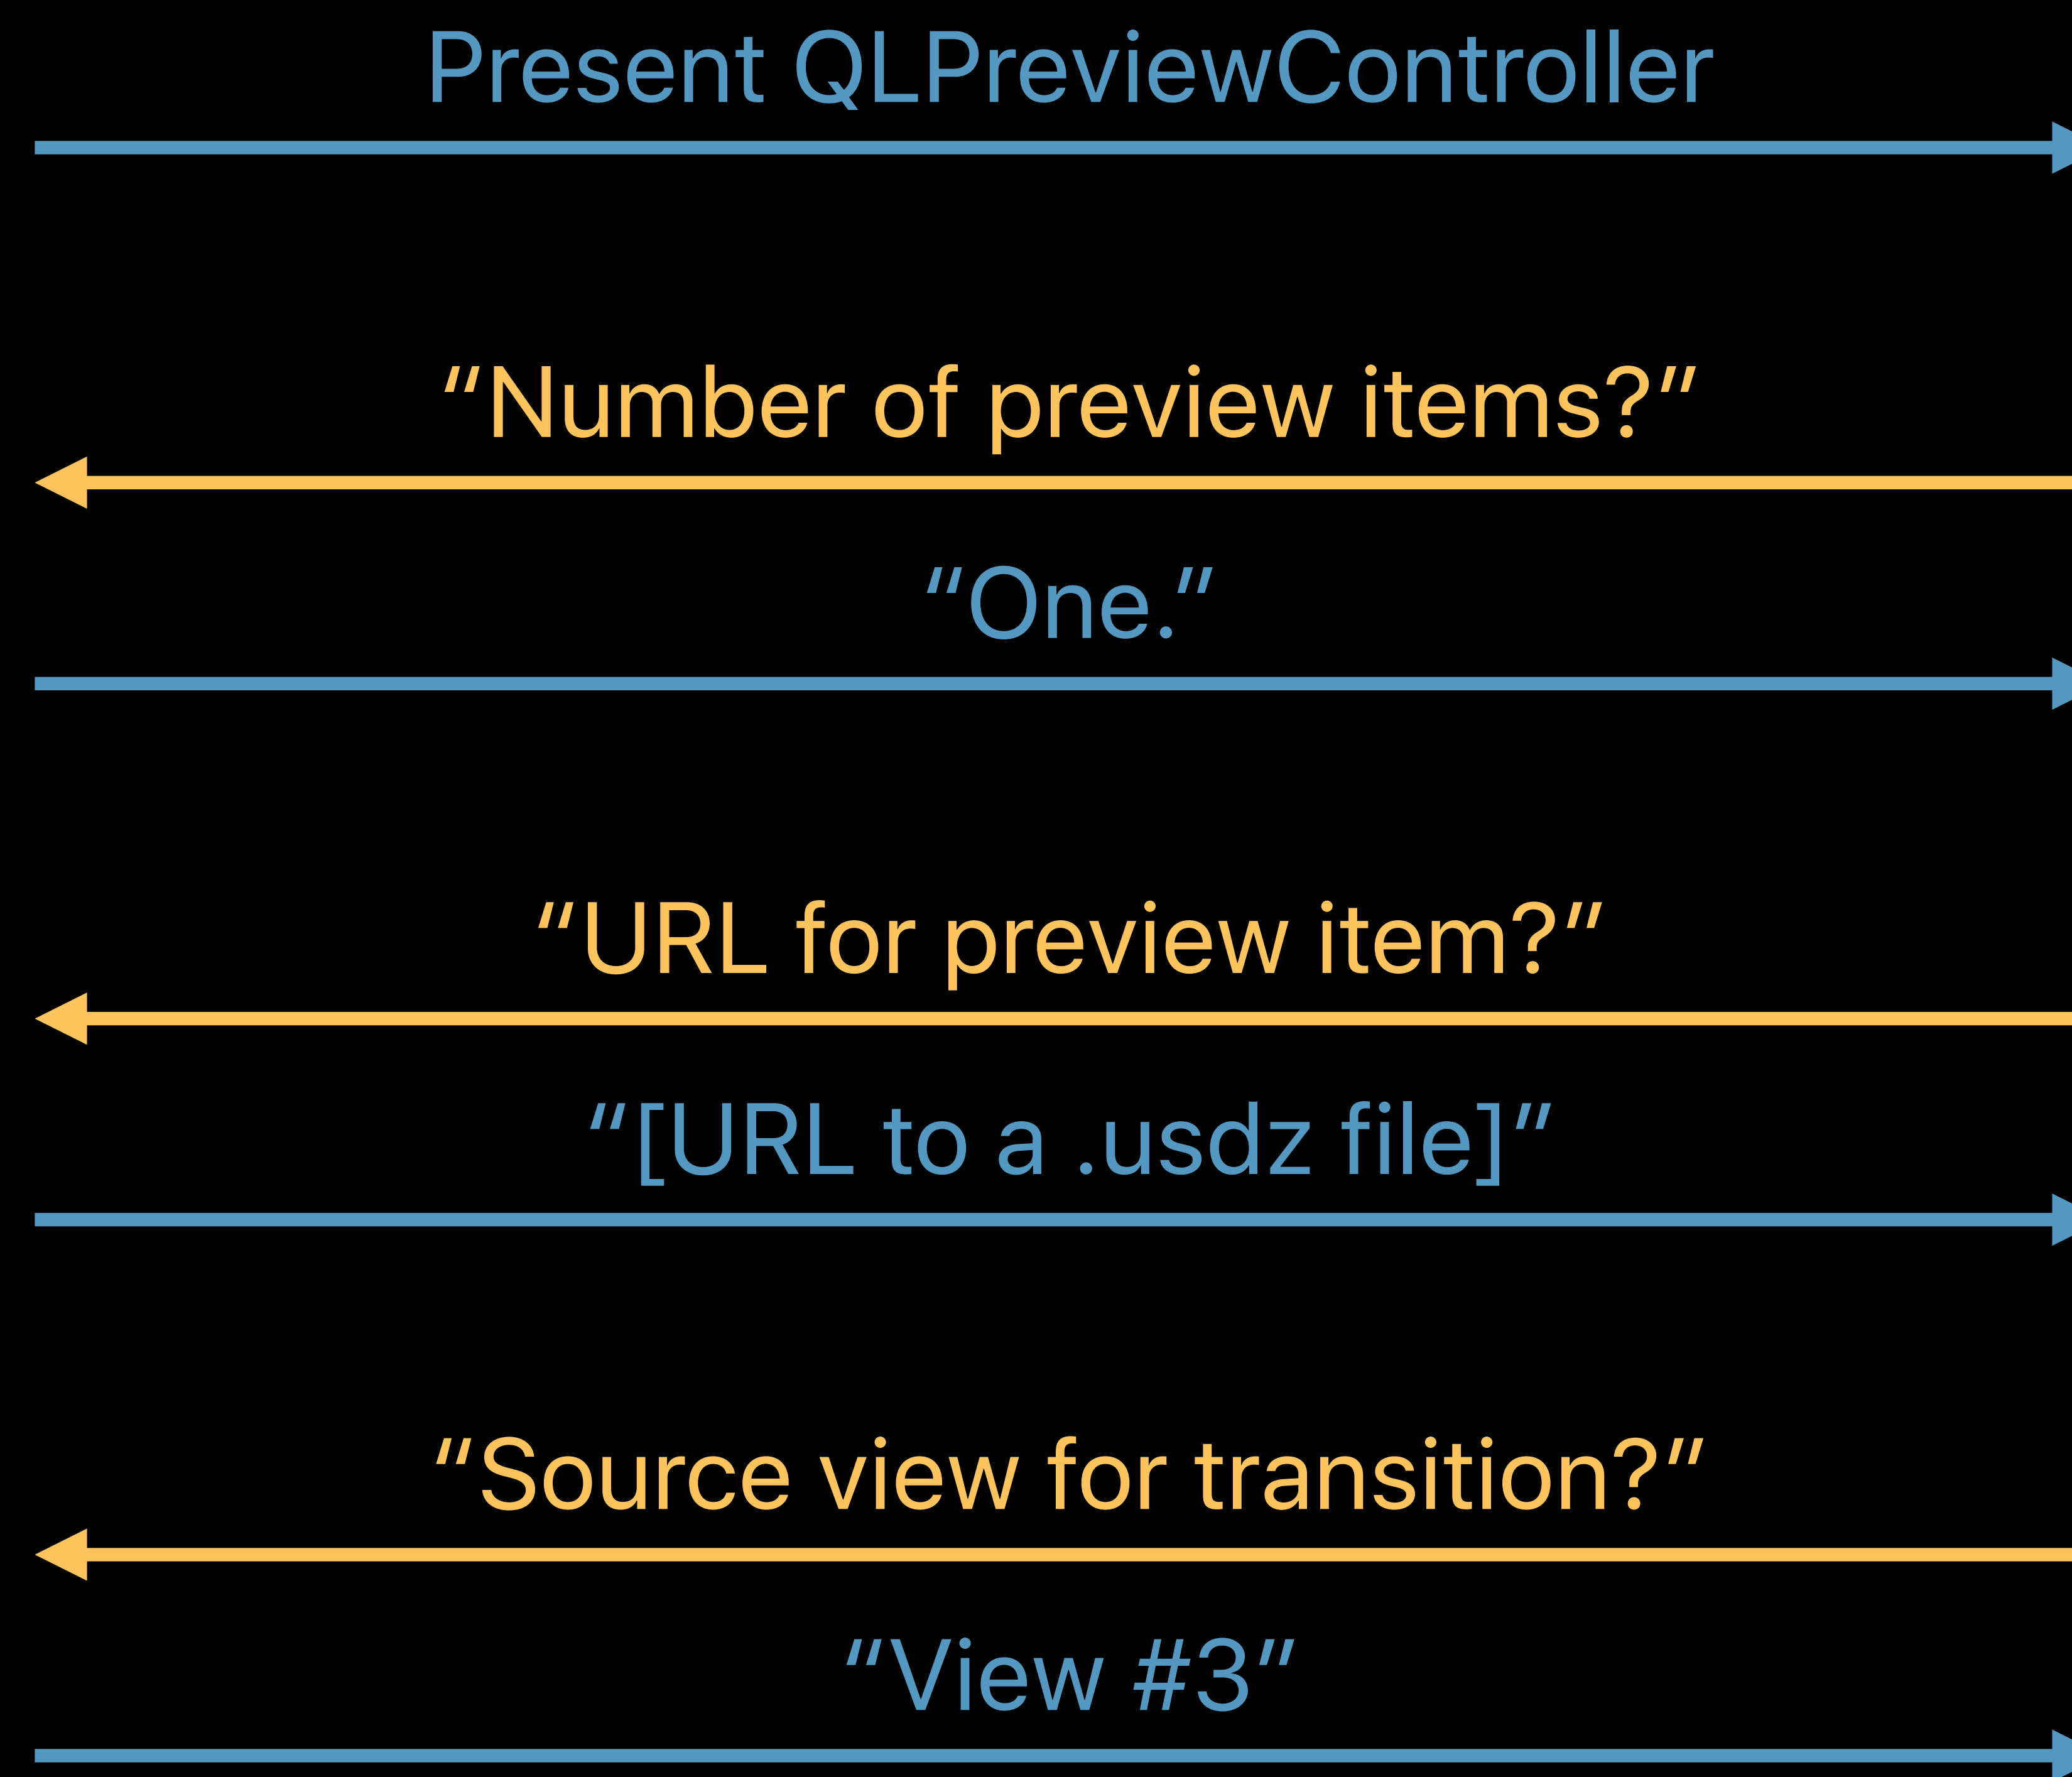 Present QLPreviewController
“Number of preview items?”
“One.”
“URL for preview item?”
“[URL to a .usdz file]”
“Source view for transition?”
“View #3”